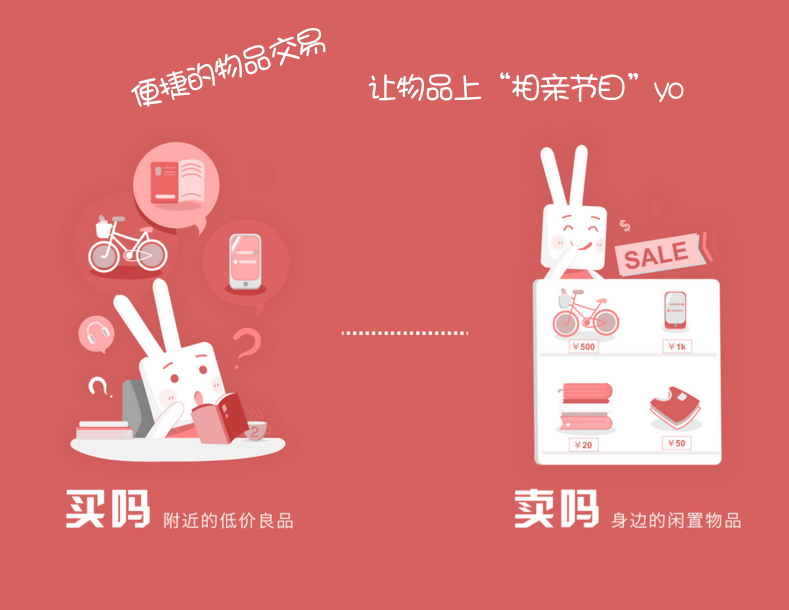 便捷的物品交易
让物品上“相亲节目”yo
SALE
¥500
¥1k
¥20
¥50
买吗 附近的低价良品
卖吗 身边的闲置物品